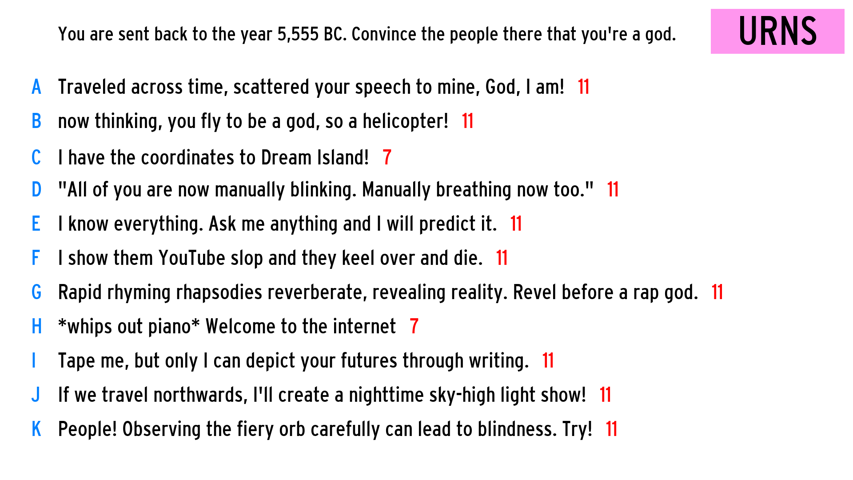 You are sent back to the year 5,555 BC. Convince the people there that you're a god.
URNS
A Traveled across time, scattered your speech to mine, God, I am! 11
B now thinking, you fly to be a god, so a helicopter! 11
C I have the coordinates to Dream Island! 7
D "All of you are now manually blinking. Manually breathing now too." 11
E I know everything. Ask me anything and I will predict it. 11
F I show them YouTube slop and they keel over and die. 11
G Rapid rhyming rhapsodies reverberate, revealing reality. Revel before a rap god. 11
H *whips out piano* Welcome to the internet 7
I Tape me, but only I can depict your futures through writing. 11
J If we travel northwards, I'll create a nighttime sky-high light show! 11
K People! Observing the fiery orb carefully can lead to blindness. Try! 11